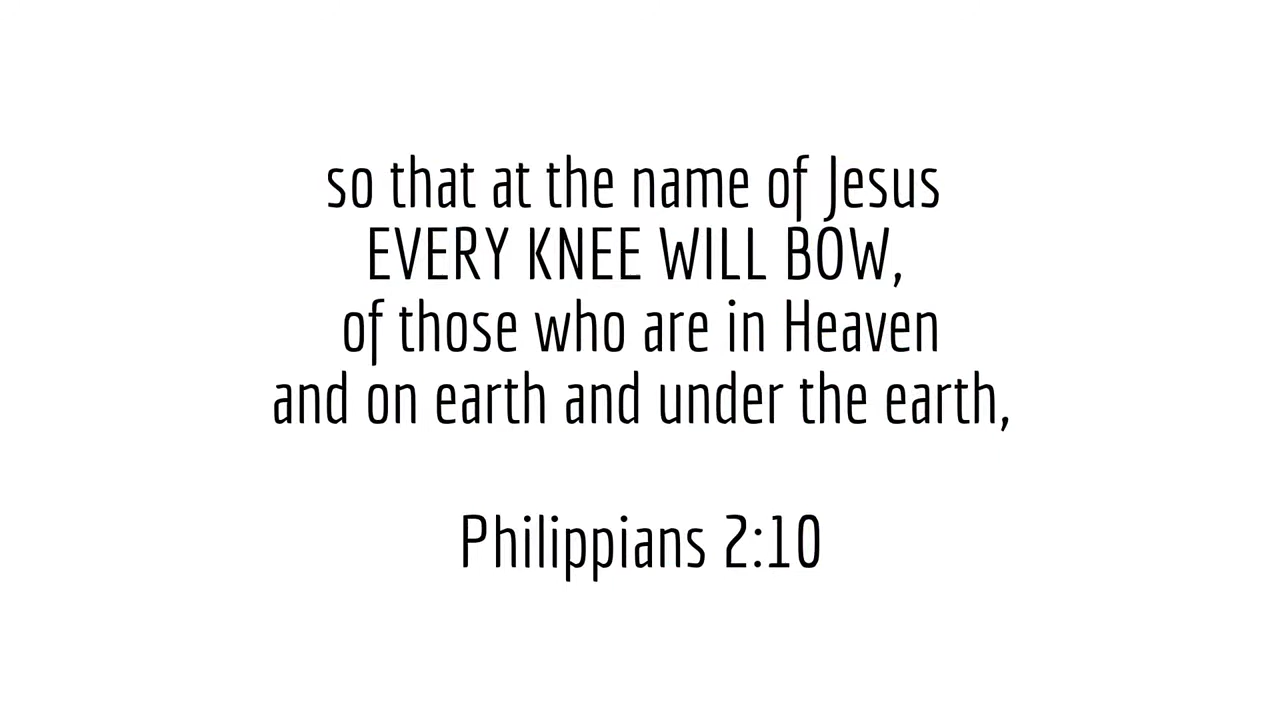 so that at the name of Jesus
EVERY KNEE WILL BOW,
of those who are in Heaven
and on earth and under the earth,
Philippians 2:10